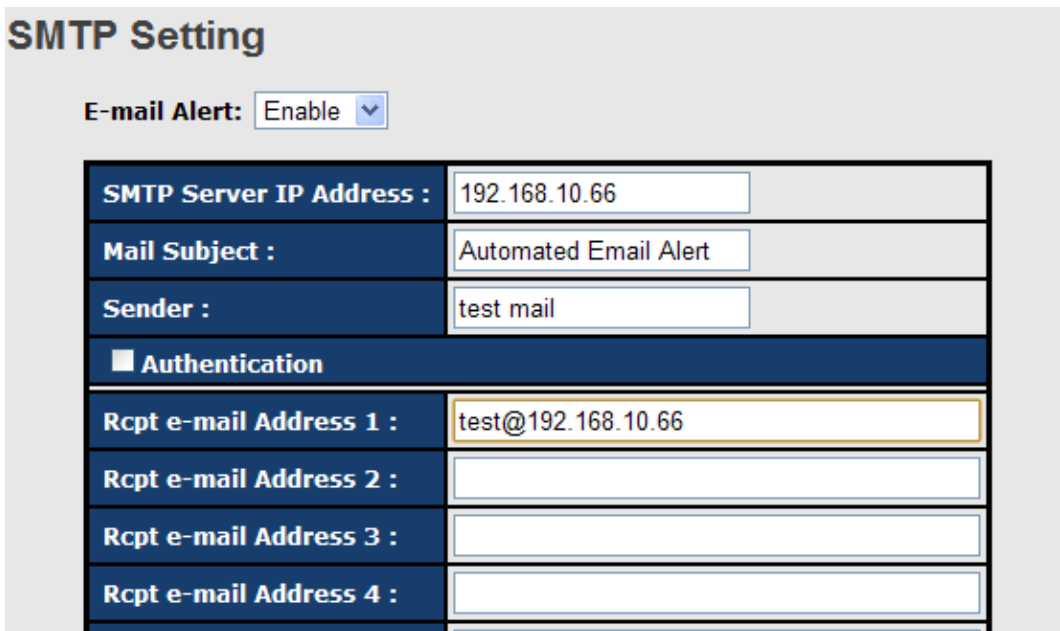 SMTP Setting
E-mail Alert: Enable
SMTP Server IP Address : 192.168.10.66
Mail Subject : Automated Email Alert
Sender : test mail
Authentication
Rcpt e-mail Address 1 : test@192.168.10.66
Rcpt e-mail Address 2 :
Rcpt e-mail Address 3 :
Rcpt e-mail Address 4 :